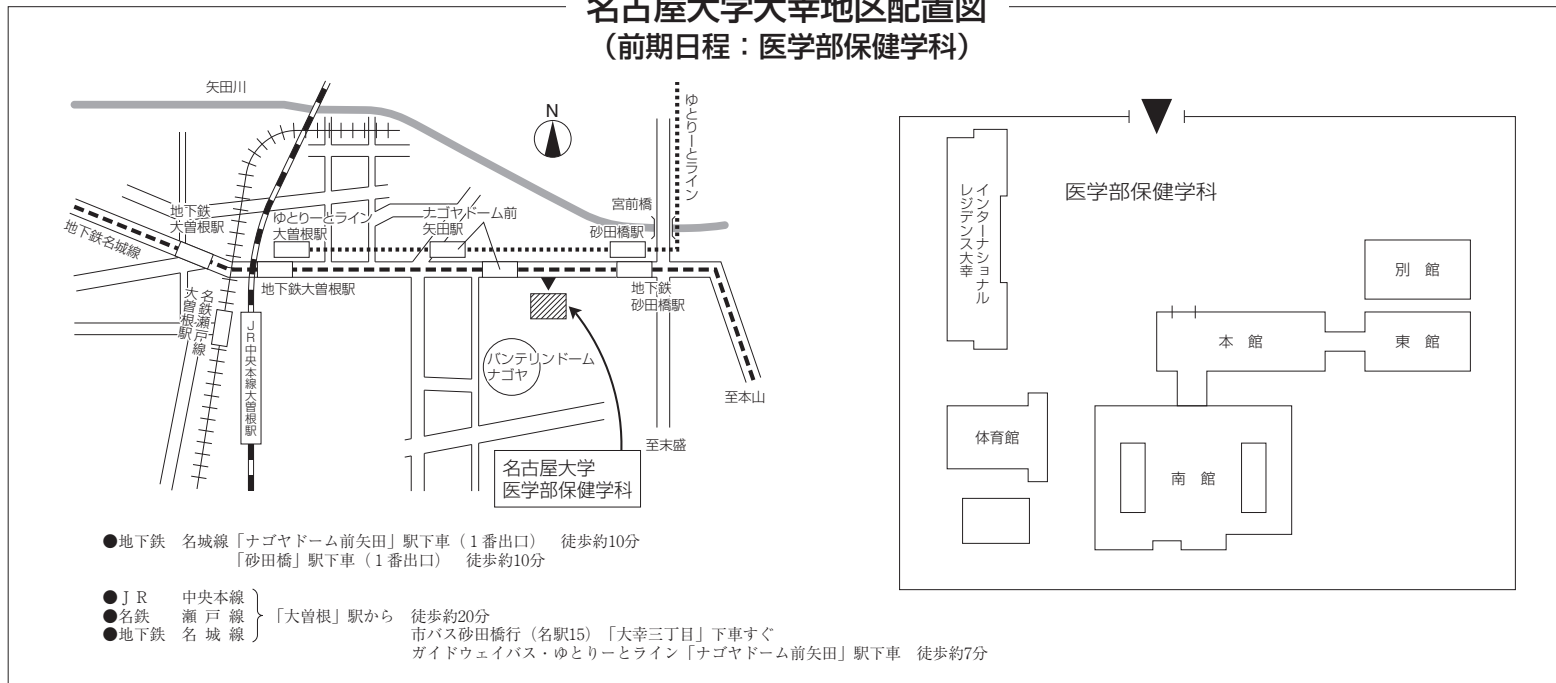 名古屋大学大幸地区配置図
（前期日程：医学部保健学科）
矢田川
N
ゆとりーとライン
宮前橋
地下鉄
大曽根駅
地下鉄名城線
ゆとりーとライン
大曽根駅
ナゴヤドーム前
矢田駅
砂田橋駅
地下鉄大曽根駅
地下鉄
砂田橋駅
名鉄瀬戸線
大曽根駅
JR中央本線大曽根駅
バンテリンドーム
ナゴヤ
至本山
至末盛
名古屋大学
医学部保健学科
●地下鉄　名城線「ナゴヤドーム前矢田」駅下車（１番出口）　徒歩約10分
「砂田橋」駅下車（１番出口）　徒歩約10分
●ＪＲ　中央本線
●名鉄　瀬戸線
●地下鉄　名城線
「大曽根」駅から　徒歩約20分
市バス砂田橋行（名駅15）「大幸三丁目」下車すぐ
ガイドウェイバス・ゆとりーとライン「ナゴヤドーム前矢田」駅下車　徒歩約7分
医学部保健学科
インターナショナル
レジデンス大幸
別館
本館
東館
体育館
南館